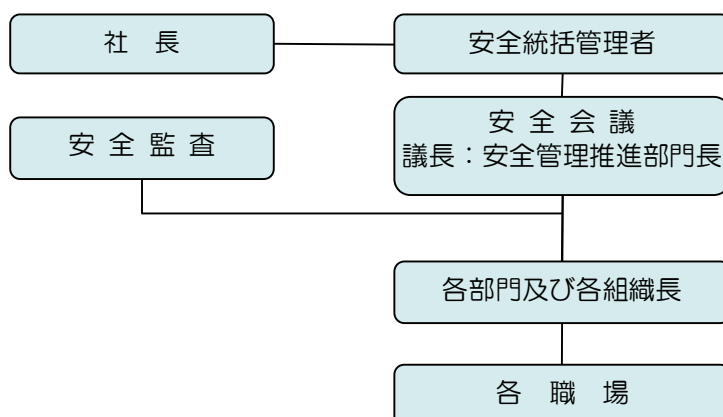 社　長
安全統括管理者
安 全 会 議
議長：安全管理推進部門長
安 全 監 査
各部門及び各組織長
各　職　場